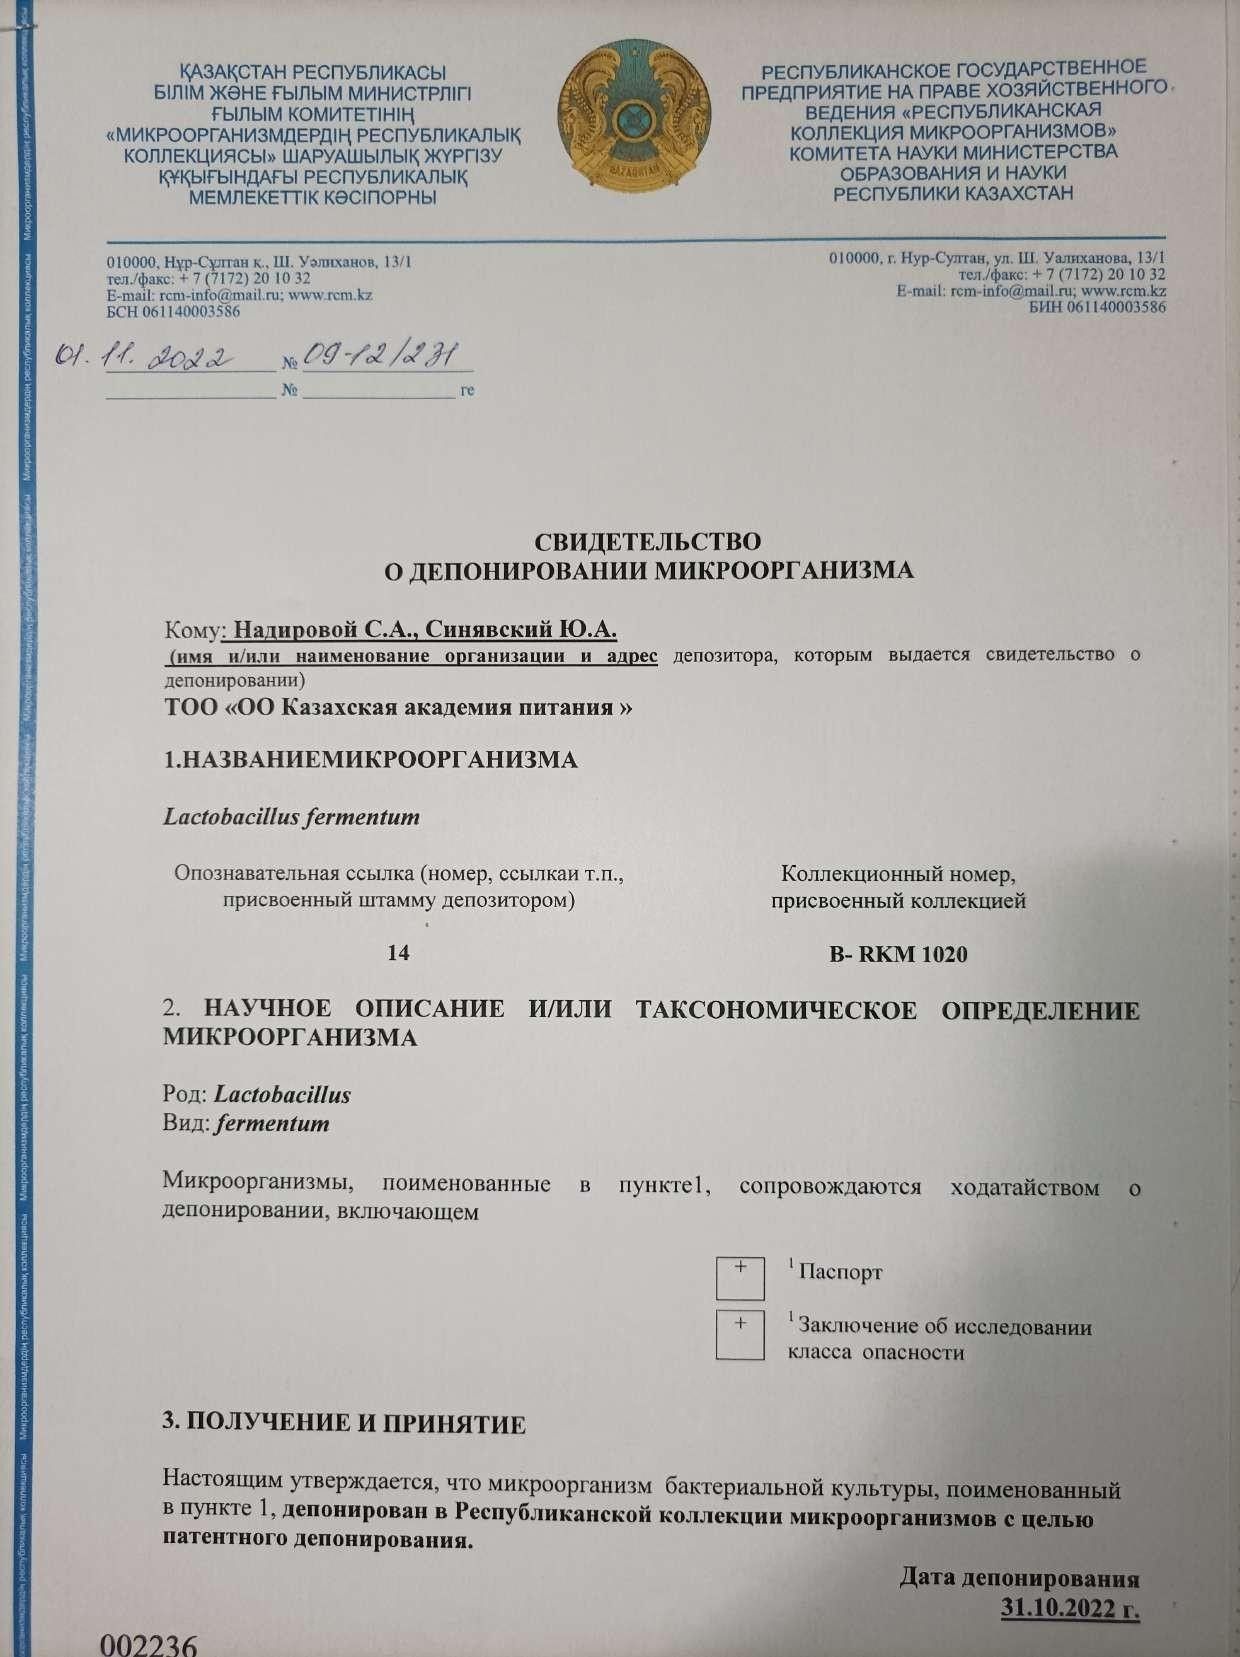 ҚАЗАҚСТАН РЕСПУБЛИКАСЫ
БІЛІМ ЖӘНЕ ҒЫЛЫМ МИНИСТРЛІГІ
ҒЫЛЫМ КОМИТЕТІНІҢ
«МИКРООРГАНИЗМДЕРДІҢ РЕСПУБЛИКАЛЫҚ
КОЛЛЕКЦИЯСЫ» ШАРУАШЫЛЫҚ ЖҮРГІЗУ
ҚҰҚЫҒЫНДАҒЫ РЕСПУБЛИКАЛЫҚ
МЕМЛЕКЕТТІК КӘСІПОРНЫ
QAZAQSTAN
РЕСПУБЛИКАНСКОЕ ГОСУДАРСТВЕННОЕ
ПРЕДПРИЯТИЕ НА ПРАВЕ ХОЗЯЙСТВЕННОГО
ВЕДЕНИЯ «РЕСПУБЛИКАНСКАЯ
КОЛЛЕКЦИЯ МИКРООРГАНИЗМОВ»
КОМИТЕТА НАУКИ МИНИСТЕРСТВА
ОБРАЗОВАНИЯ И НАУКИ
РЕСПУБЛИКИ КАЗАХСТАН
010000, Нұр-Сұлтан қ., Ш. Уәлиханов, 13/1
тел./факс: + 7 (7172) 20 10 32
E-mail: rcm-info@mail.ru; www.rcm.kz
БСН 061140003586
010000, г. Нур-Султан, ул. Ш. Уалиханова, 13/1
тел./факс: + 7 (7172) 20 10 32
E-mail: rcm-info@mail.ru; www.rcm.kz
БИН 061140003586
01. 11. 2022 № 09-12/231
№ ге
СВИДЕТЕЛЬСТВО
О ДЕПОНИРОВАНИИ МИКРООРГАНИЗМА
Кому: Надировой С.А., Синявский Ю.А.
(имя и/или наименование организации и адрес депозитора, которым выдается свидетельство о
депонировании)
ТОО «ОО Казахская академия питания »
1.НАЗВАНИЕМИКРООРГАНИЗМА
Lactobacillus fermentum
Опознавательная ссылка (номер, ссылкаи т.п.,
присвоенный штамму депозитором)
Коллекционный номер,
присвоенный коллекцией
14
B- RKM 1020
2. НАУЧНОЕ ОПИСАНИЕ И/ИЛИ ТАКСОНОМИЧЕСКОЕ ОПРЕДЕЛЕНИЕ
МИКРООРГАНИЗМА
Род: Lactobacillus
Вид: fermentum
Микроорганизмы, поименованные в пункте1, сопровождаются ходатайством о
депонировании, включающем
+ 1 Паспорт
+ 1 Заключение об исследовании
класса опасности
3. ПОЛУЧЕНИЕ И ПРИНЯТИЕ
Настоящим утверждается, что микроорганизм бактериальной культуры, поименованный
в пункте 1, депонирован в Республиканской коллекции микроорганизмов с целью
патентного депонирования.
Дата депонирования
31.10.2022 г.
002236
Микроорганизмдердің республикалық коллекциясы